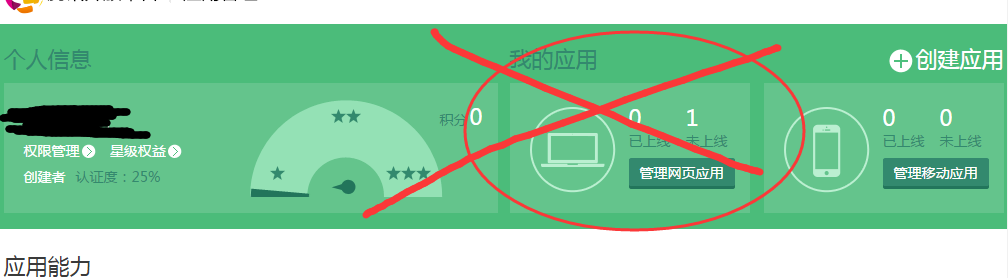 个人信息
我的应用
创建应用
积分0
权限管理
星级权益
创建者 认证度：25%
0 1
已上线 未上线
管理网页应用
0 0
已上线 未上线
管理移动应用
应用能力